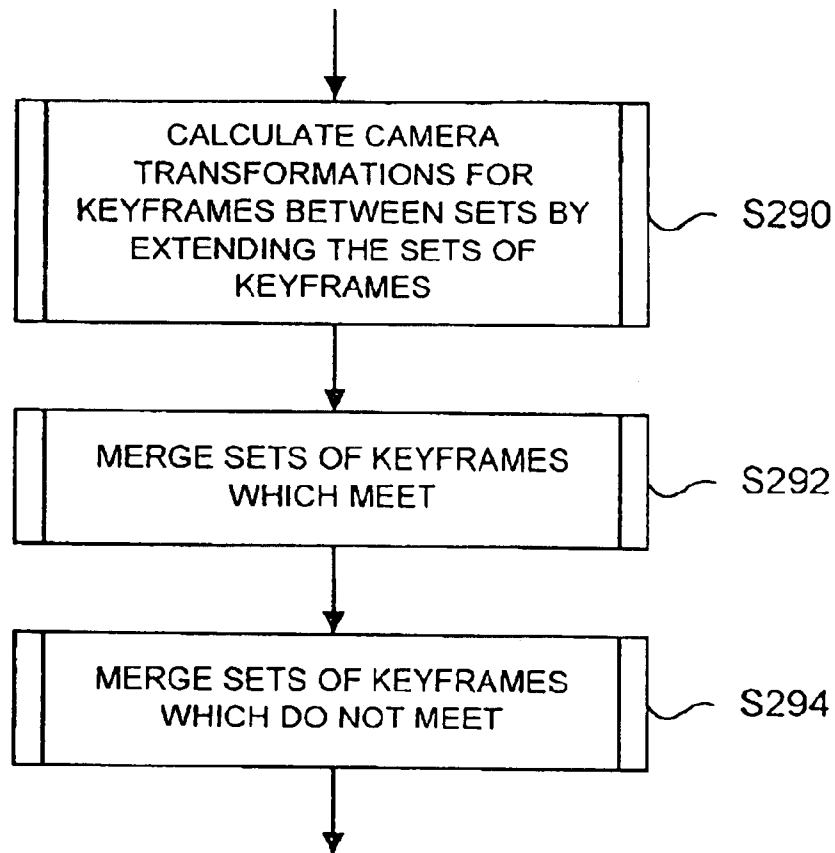 CALCULATE CAMERA
TRANSFORMATIONS FOR
KEYFRAMES BETWEEN SETS BY
EXTENDING THE SETS OF
KEYFRAMES
S290
MERGE SETS OF KEYFRAMES
WHICH MEET
S292
MERGE SETS OF KEYFRAMES
WHICH DO NOT MEET
S294